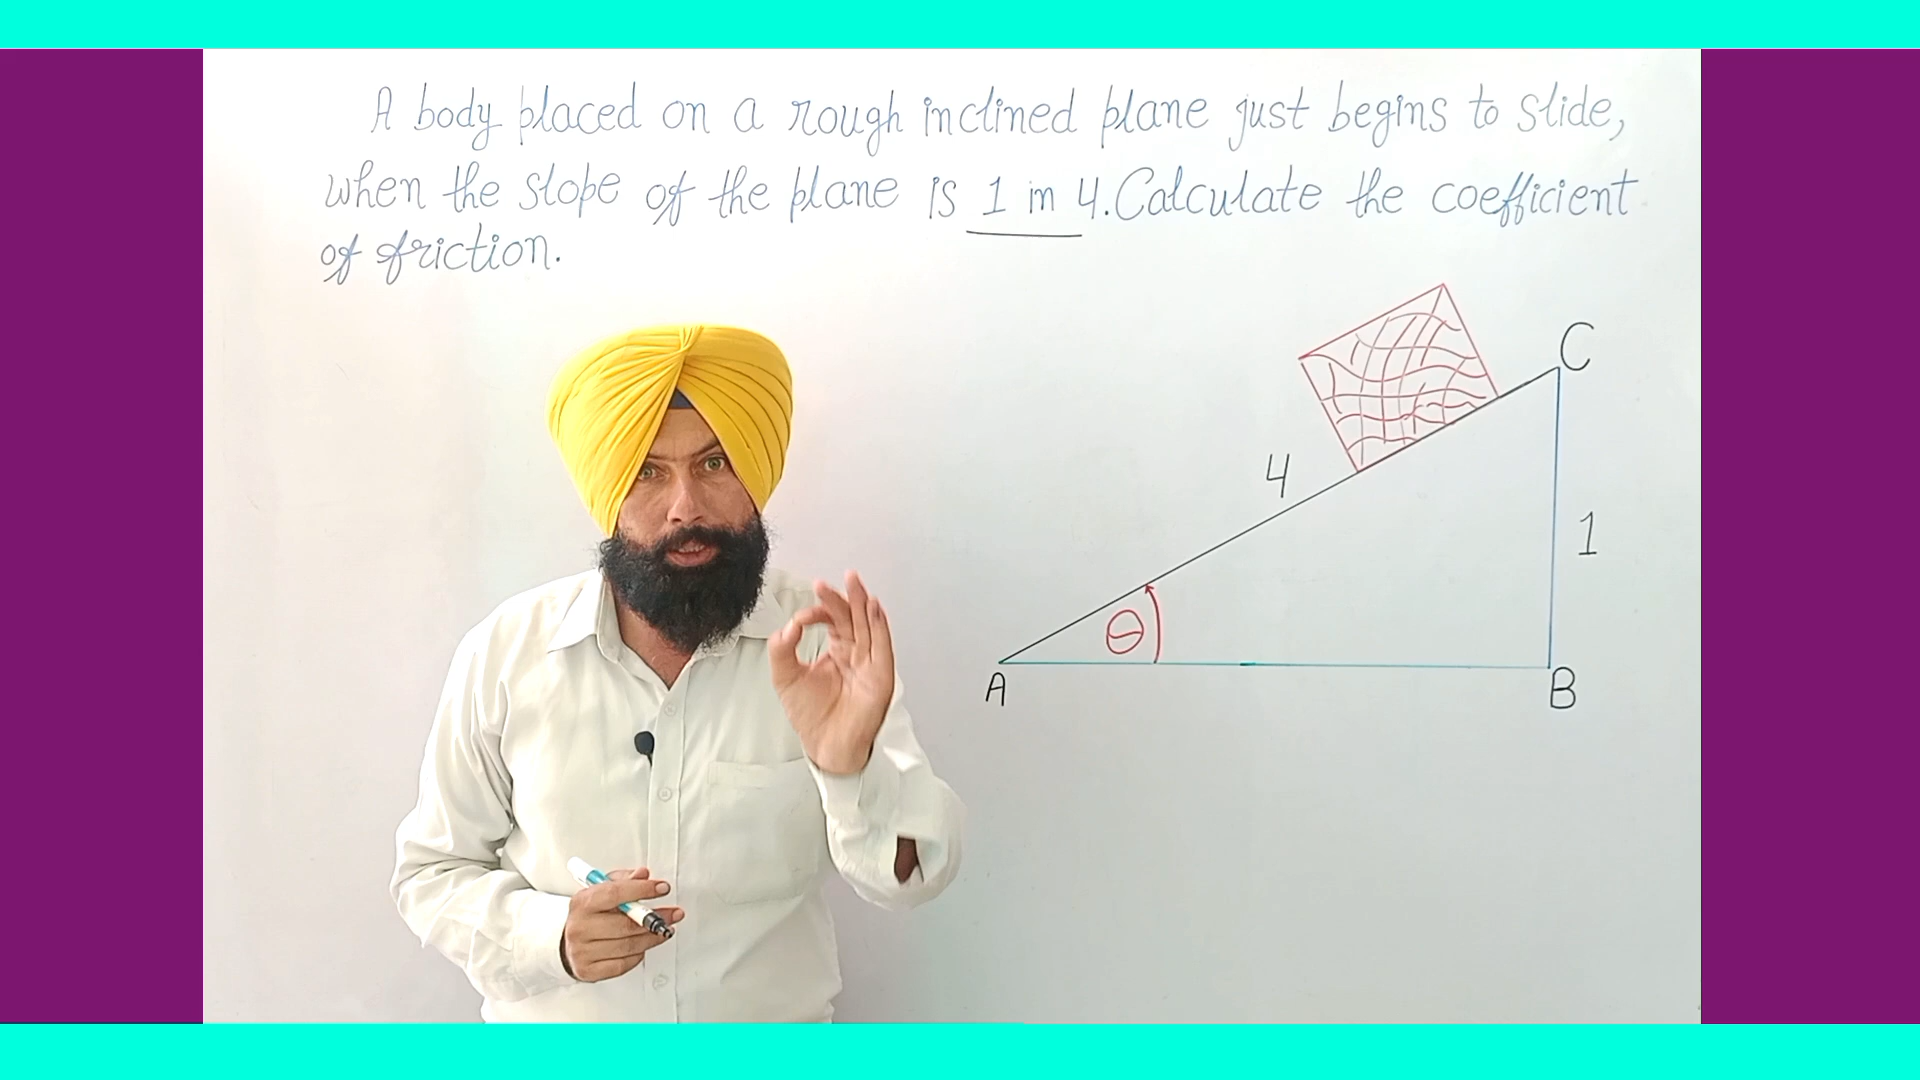 A body placed on a rough inclined plane just begins to slide,
when the slope of the plane is 1 in 4. Calculate the coefficient
of friction.
C
4
1
θ
A
B